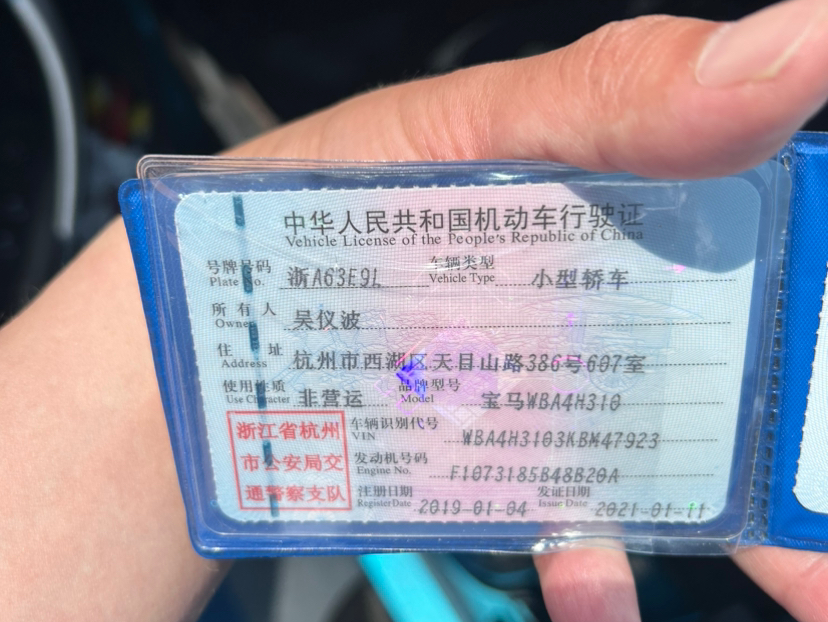 中华人民共和国机动车行驶证
Vehicle License of the People's Republic of China
号牌号码 浙A63E9L 车辆类型 小型轿车
Plate No. Vehicle Type
所有人 吴仪波
Owner
住址 杭州市西湖区天目山路386号607室
Address
使用性质 非营运 品牌型号 宝马WBA4H310
Use Character Model
浙江省杭州
市公安局交
通警察支队
车辆识别代号 WBA4H3103KBM47923
VIN
发动机号码 F1073185B48B20A
Engine No.
注册日期 2019-01-04 发证日期 2021-01-11
Register Date Issue Date